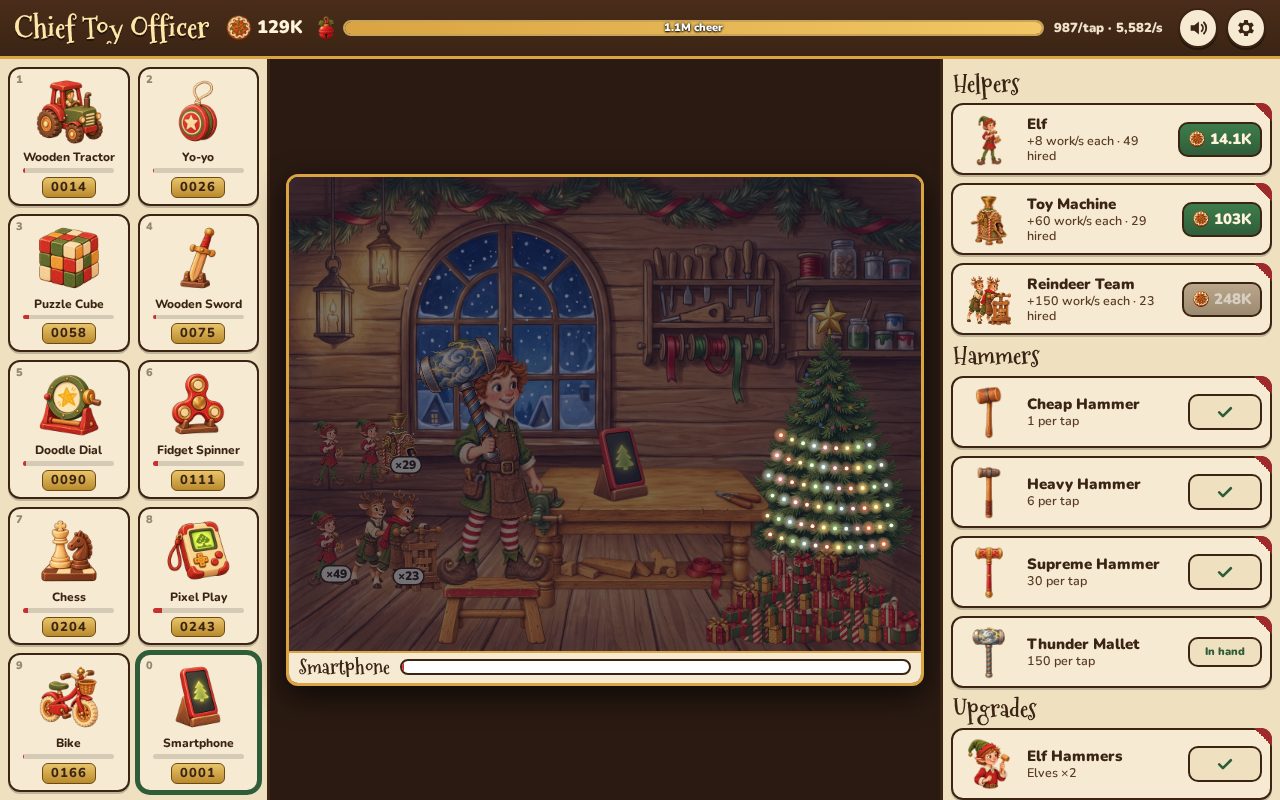 Chief Toy Officer
129K
1.1M cheer
987/tap · 5,582/s
1
Wooden Tractor
0014
2
Yo-yo
0026
3
Puzzle Cube
0058
4
Wooden Sword
0075
5
Doodle Dial
0090
6
Fidget Spinner
0111
7
Chess
0204
8
Pixel Play
0243
9
Bike
0166
0
Smartphone
0001
×29
×49
×23
Smartphone
Helpers
Elf
+8 work/s each · 49
hired
14.1K
Toy Machine
+60 work/s each · 29
hired
103K
Reindeer Team
+150 work/s each · 23
hired
248K
Hammers
Cheap Hammer
1 per tap
Heavy Hammer
6 per tap
Supreme Hammer
30 per tap
Thunder Mallet
150 per tap
In hand
Upgrades
Elf Hammers
Elves ×2